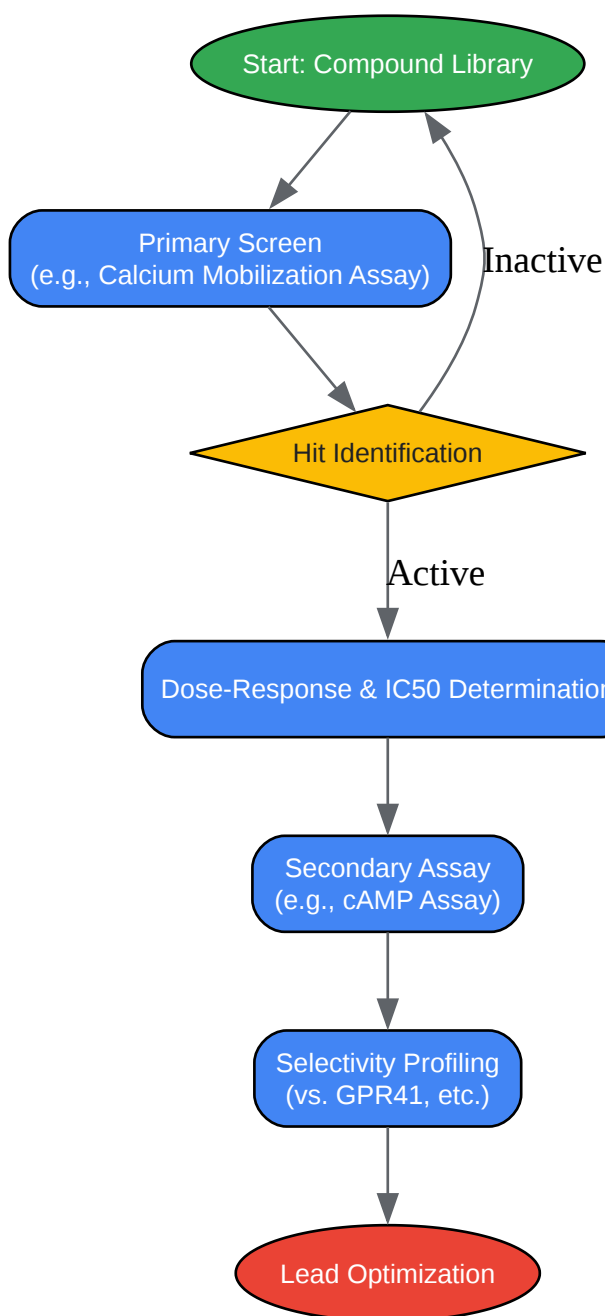 Start: Compound Library
Primary Screen
(e.g., Calcium Mobilization Assay)
Inactive
Hit Identification
Active
Dose-Response & IC50 Determination
Secondary Assay
(e.g., cAMP Assay)
Selectivity Profiling
(vs. GPR41, etc.)
Lead Optimization